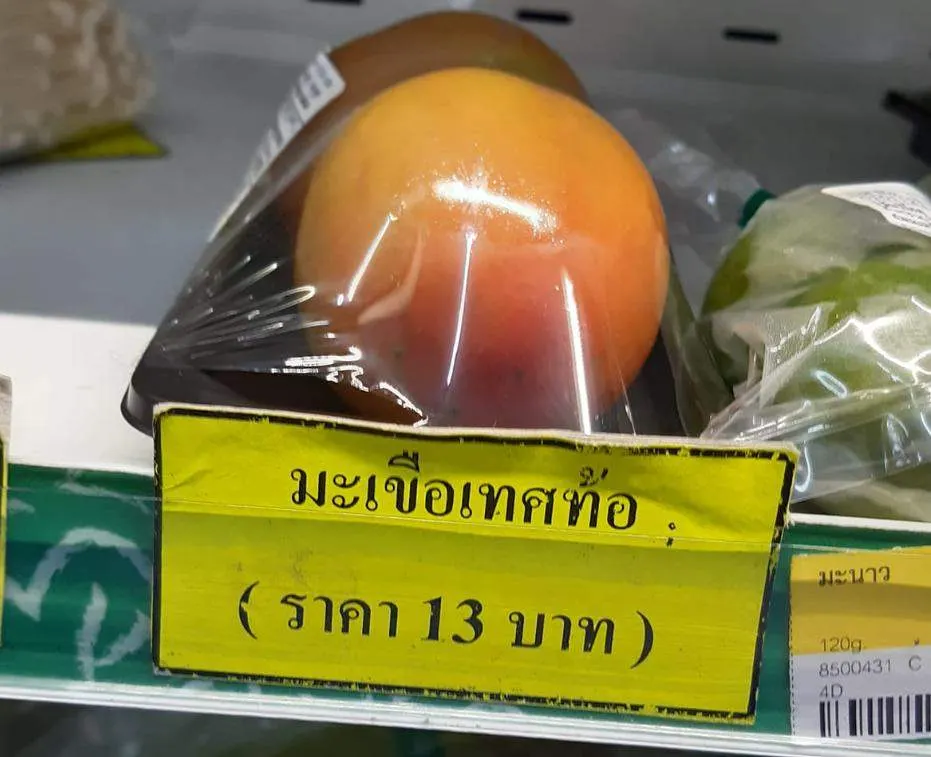 มะเขือเทศท้อ
( ราคา 13 บาท )
มะนาว
120g.
8500431 C
4D